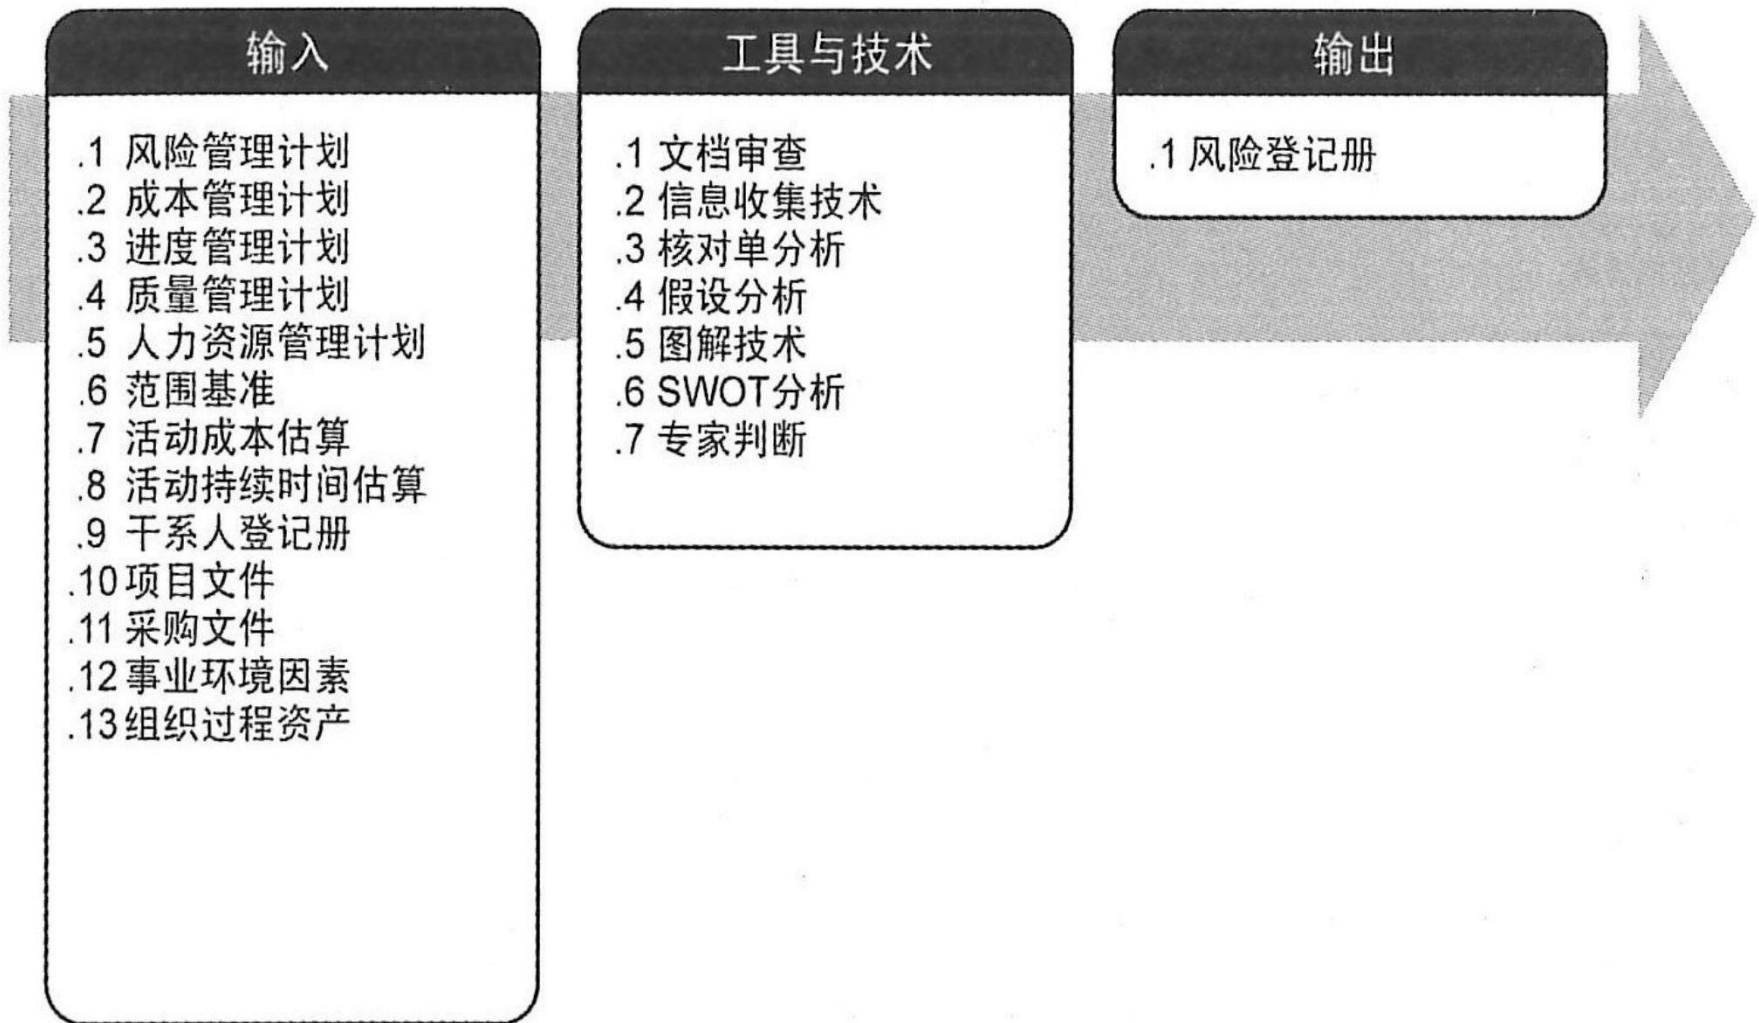 输入
.1 风险管理计划
.2 成本管理计划
.3 进度管理计划
.4 质量管理计划
.5 人力资源管理计划
.6 范围基准
.7 活动成本估算
.8 活动持续时间估算
.9 干系人登记册
.10 项目文件
.11 采购文件
.12 事业环境因素
.13 组织过程资产
工具与技术
.1 文档审查
.2 信息收集技术
.3 核对单分析
.4 假设分析
.5 图解技术
.6 SWOT分析
.7 专家判断
输出
.1 风险登记册